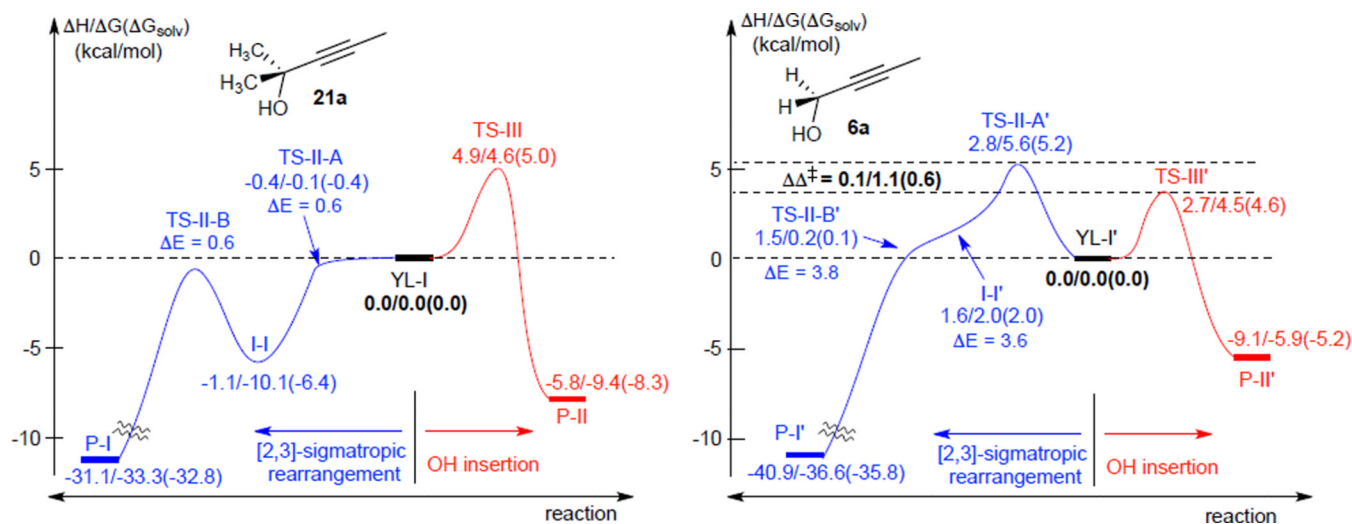 ΔH/ΔG(ΔGsolv)
(kcal/mol)
H₃C
H₃C
HO
21a
TS-III
4.9/4.6(5.0)
TS-II-A
-0.4/-0.1(-0.4)
ΔE = 0.6
TS-II-B
ΔE = 0.6
5
0
-5
-10
YL-I
0.0/0.0(0.0)
I-I
-1.1/-10.1(-6.4)
-5.8/-9.4(-8.3)
P-II
P-I
-31.1/-33.3(-32.8)
[2,3]-sigmatropic
rearrangement
OH insertion
reaction
ΔH/ΔG(ΔGsolv)
(kcal/mol)
H
H
HO
6a
TS-II-A'
2.8/5.6(5.2)
ΔΔ‡ = 0.1/1.1(0.6)
TS-III'
2.7/4.5(4.6)
TS-II-B'
1.5/0.2(0.1)
ΔE = 3.8
5
0
-5
-10
YL-I'
0.0/0.0(0.0)
I-I'
1.6/2.0(2.0)
ΔE = 3.6
-9.1/-5.9(-5.2)
P-II'
P-I'
-40.9/-36.6(-35.8)
[2,3]-sigmatropic
rearrangement
OH insertion
reaction